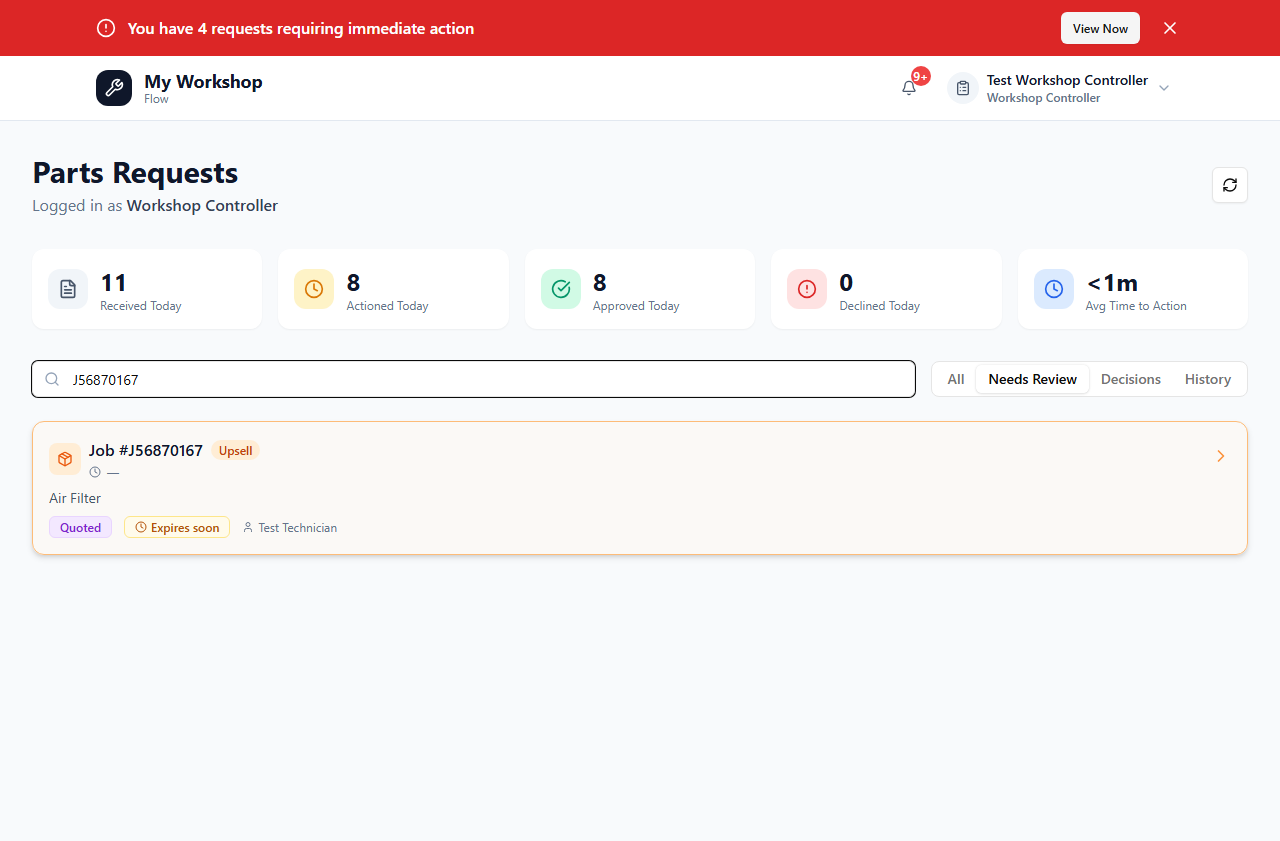 You have 4 requests requiring immediate action
View Now
My Workshop
Flow
9+
Test Workshop Controller
Workshop Controller
Parts Requests
Logged in as Workshop Controller
11
Received Today
8
Actioned Today
8
Approved Today
0
Declined Today
<1m
Avg Time to Action
J56870167
All
Needs Review
Decisions
History
Job #J56870167
Upsell
—
Air Filter
Quoted
Expires soon
Test Technician